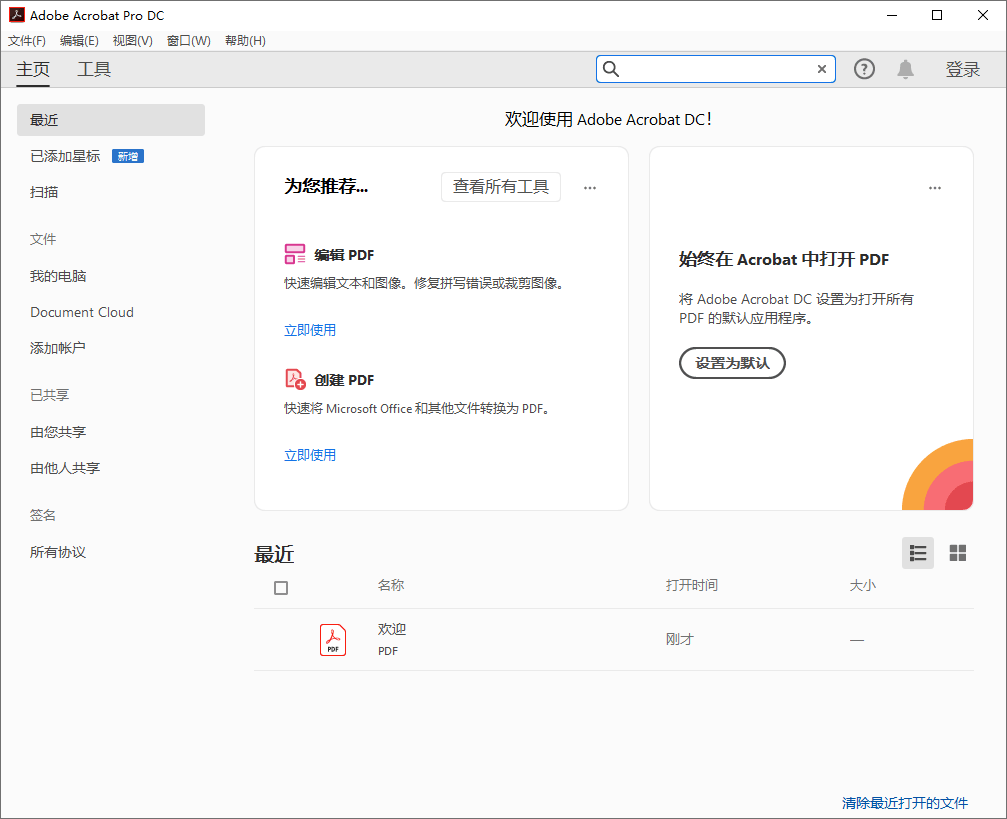 Adobe Acrobat Pro DC
文件(F) 编辑(E) 视图(V) 窗口(W) 帮助(H)
主页 工具 登录
最近
已添加星标 新增
扫描
文件
我的电脑
Document Cloud
添加帐户
已共享
由您共享
由他人共享
签名
所有协议
欢迎使用 Adobe Acrobat DC!
为您推荐... 查看所有工具
编辑 PDF
快速编辑文本和图像。修复拼写错误或裁剪图像。
立即使用
创建 PDF
快速将 Microsoft Office 和其他文件转换为 PDF。
立即使用
始终在 Acrobat 中打开 PDF
将 Adobe Acrobat DC 设置为打开所有
PDF 的默认应用程序。
设置为默认
最近
名称 打开时间 大小
PDF
欢迎 刚才 —
PDF
清除最近打开的文件